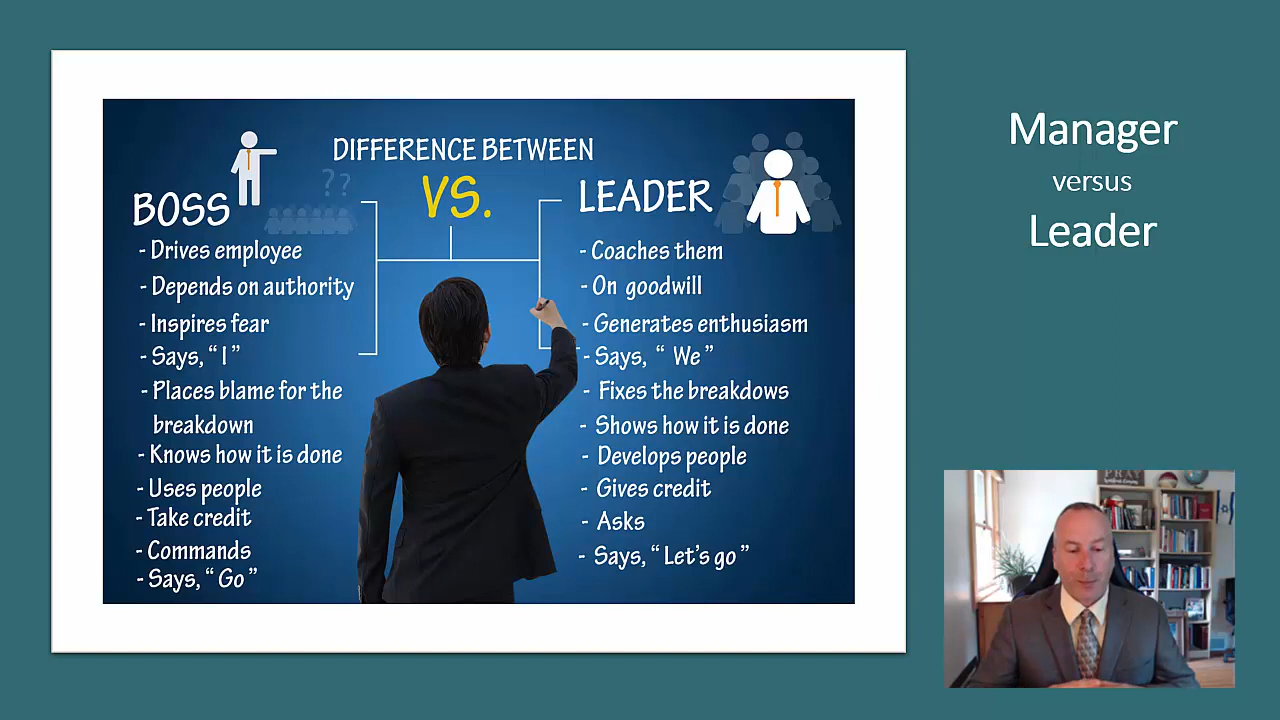 DIFFERENCE BETWEEN
VS.
BOSS
- Drives employee
- Depends on authority
- Inspires fear
- Says, “ I ”
- Places blame for the
breakdown
- Knows how it is done
- Uses people
- Take credit
- Commands
- Says, “ Go ”
??
LEADER
- Coaches them
- On goodwill
- Generates enthusiasm
- Says, “ We ”
- Fixes the breakdows
- Shows how it is done
- Develops people
- Gives credit
- Asks
- Says, “ Let’s go ”
Manager
versus
Leader
PRAY